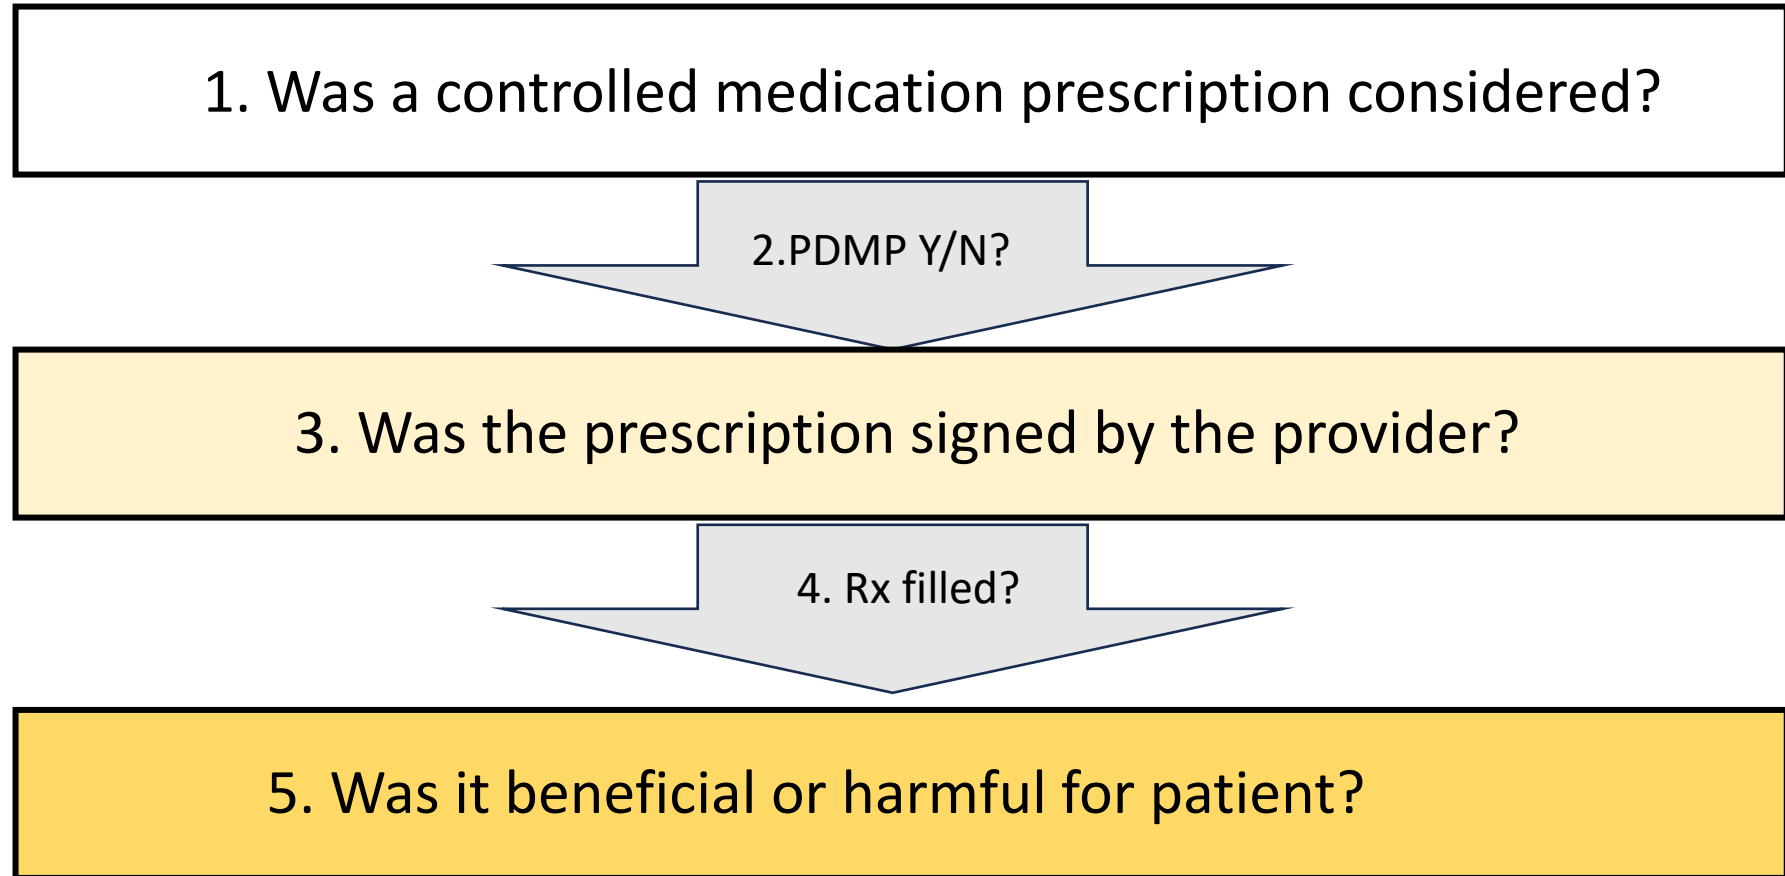 1. Was a controlled medication prescription considered?
2.PDMP Y/N?
3. Was the prescription signed by the provider?
4. Rx filled?
5. Was it beneficial or harmful for patient?